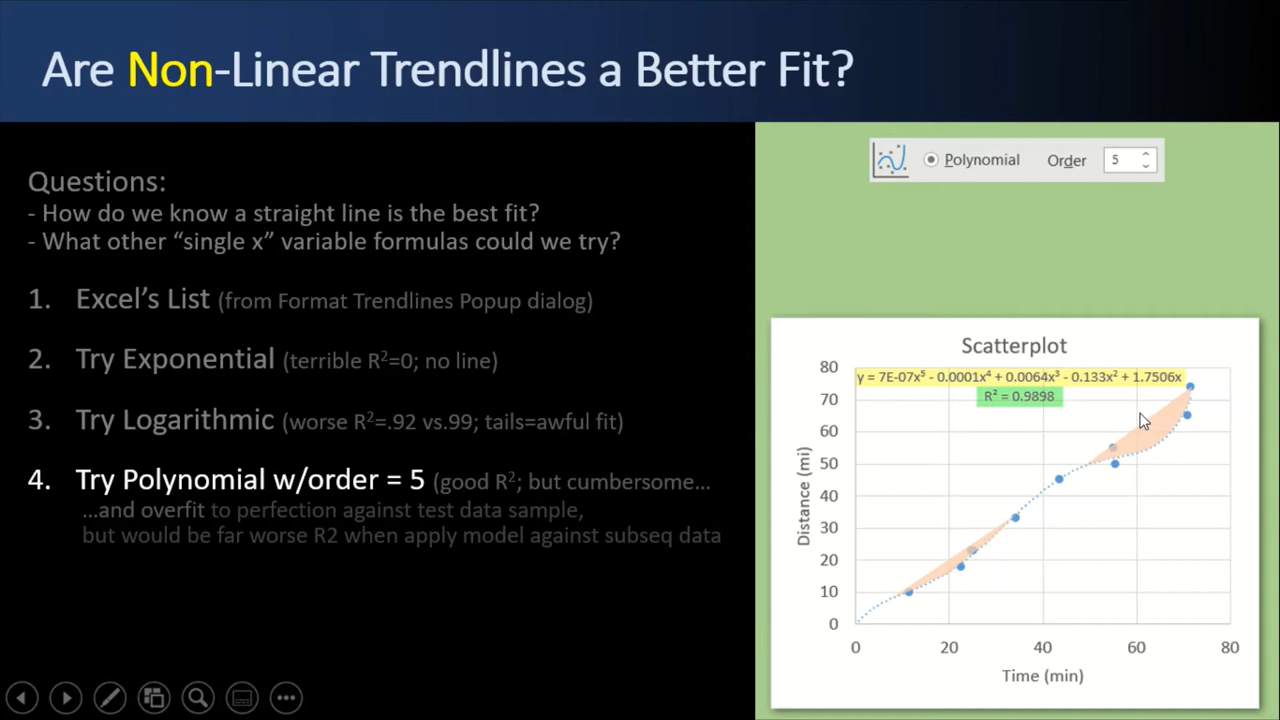 Are Non-Linear Trendlines a Better Fit?
Questions:
- How do we know a straight line is the best fit?
- What other “single x” variable formulas could we try?
1. Excel’s List (from Format Trendlines Popup dialog)
2. Try Exponential (terrible R²=0; no line)
3. Try Logarithmic (worse R²=.92 vs.99; tails=awful fit)
4. Try Polynomial w/order = 5 (good R²; but cumbersome…
…and overfit to perfection against test data sample,
but would be far worse R2 when apply model against subseq data
Polynomial Order 5
Scatterplot
y = 7E-07x⁵ - 0.0001x⁴ + 0.0064x³ - 0.133x² + 1.7506x
R² = 0.9898
Distance (mi)
80
70
60
50
40
30
20
10
0
0 20 40 60 80
Time (min)